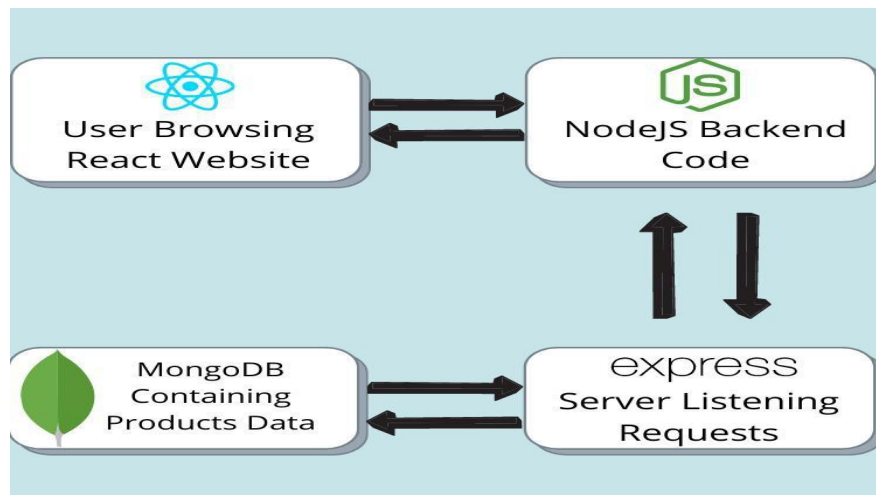 User Browsing
React Website
JS
NodeJS Backend
Code
MongoDB
Containing
Products Data
express
Server Listening
Requests